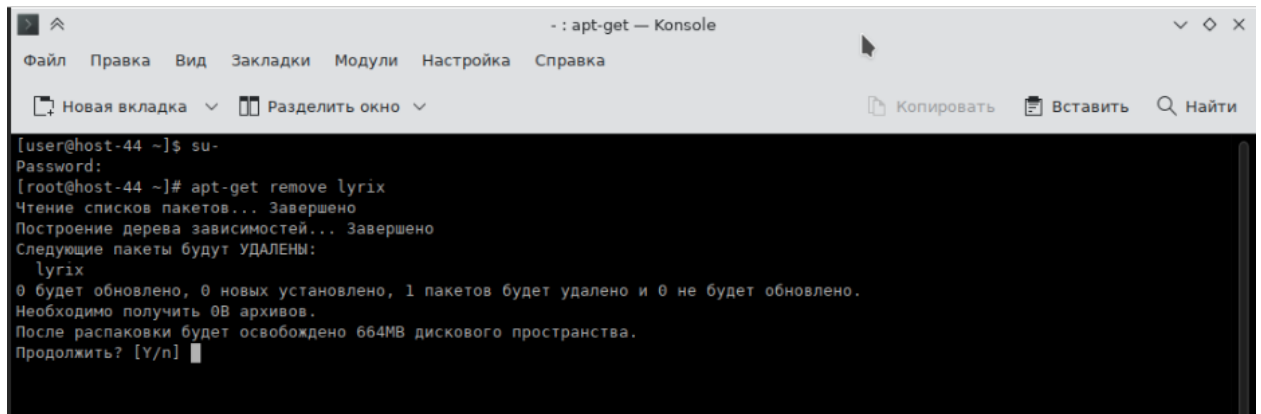 - : apt-get — Konsole
Файл Правка Вид Закладки Модули Настройка Справка
Новая вкладка Разделить окно Копировать Вставить Найти
[user@host-44 ~]$ su-
Password:
[root@host-44 ~]# apt-get remove lyrix
Чтение списков пакетов... Завершено
Построение дерева зависимостей... Завершено
Следующие пакеты будут УДАЛЕНЫ:
lyrix
0 будет обновлено, 0 новых установлено, 1 пакетов будет удалено и 0 не будет обновлено.
Необходимо получить 0B архивов.
После распаковки будет освобождено 664MB дискового пространства.
Продолжить? [Y/n]